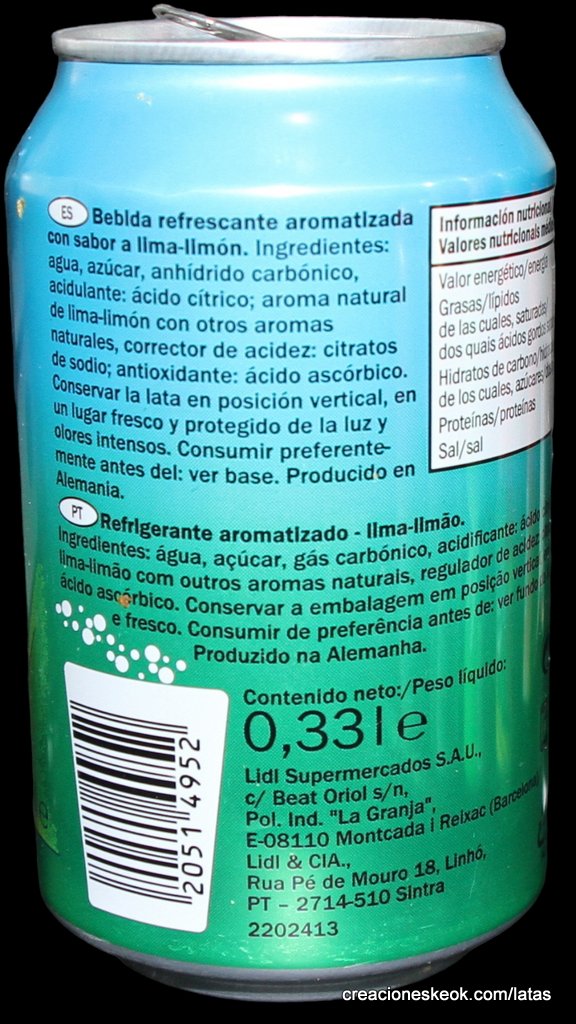 ES Bebida refrescante aromatizada
con sabor a lima-limón. Ingredientes:
agua, azúcar, anhídrido carbónico,
acidulante: ácido cítrico; aroma natural
de lima-limón con otros aromas
naturales, corrector de acidez: citratos
de sodio; antioxidante: ácido ascórbico.
Conservar la lata en posición vertical, en
un lugar fresco y protegido de la luz y
olores intensos. Consumir preferente-
mente antes del: ver base. Producido en
Alemania.
Información nutricional
Valores nutricionais
Valor energético/energia
Grasas/lípidos
de las cuales, saturadas/
dos quais ácidos gordos
Hidratos de carbono/
de los cuales, azúcares/
Proteínas/proteínas
Sal/sal
PT Refrigerante aromatizado - lima-limão.
Ingredientes: água, açúcar, gás carbónico, acidificante: ácido
lima-limão com outros aromas naturais, regulador de acidez:
ácido ascórbico. Conservar a embalagem em posição vertical
e fresco. Consumir de preferência antes de: ver fundo
Produzido na Alemanha.
Contenido neto:/Peso líquido:
0,33 l e
Lidl Supermercados S.A.U.,
c/ Beat Oriol s/n,
Pol. Ind. "La Granja",
E-08110 Montcada i Reixac (Barcelona)
Lidl & CIA.,
Rua Pé de Mouro 18, Linhó,
PT – 2714-510 Sintra
2202413
2051 4952
creacioneskeok.com/latas